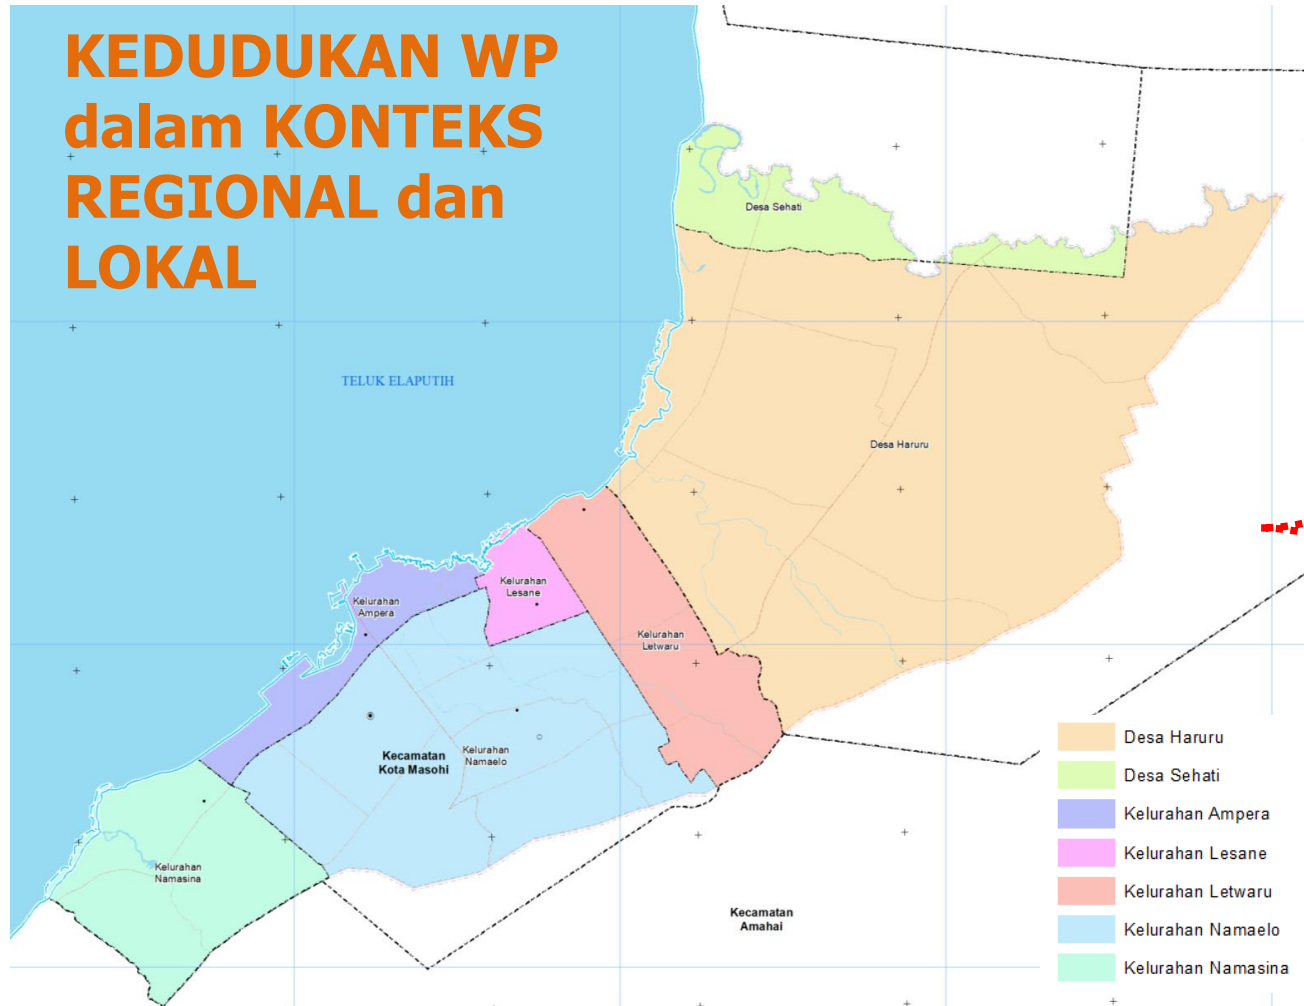 KEDUDUKAN WP
dalam KONTEKS
REGIONAL dan
LOKAL
Desa Sehati
TELUK ELAPUTIH
Desa Haruru
Kelurahan
Lesane
Kelurahan
Ampera
Kelurahan
Letwaru
Kecamatan
Kota Masohi
Kelurahan
Namaelo
Kelurahan
Namasina
Kecamatan
Amahai
Desa Haruru
Desa Sehati
Kelurahan Ampera
Kelurahan Lesane
Kelurahan Letwaru
Kelurahan Namaelo
Kelurahan Namasina